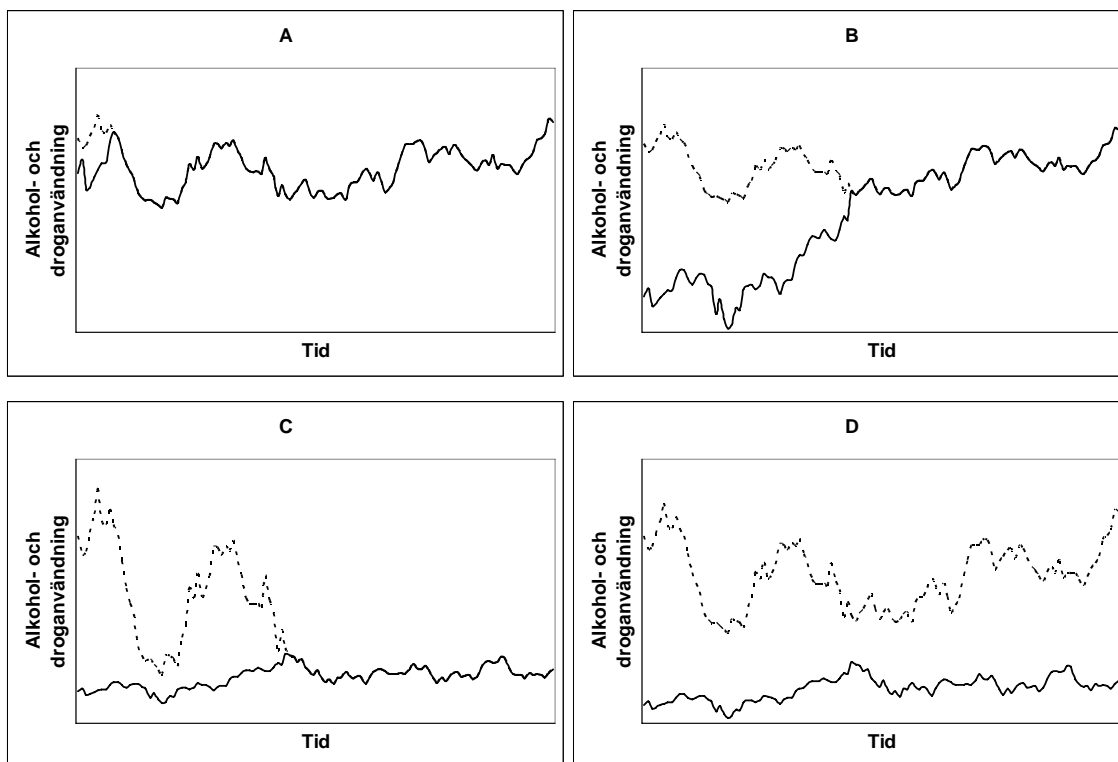 A
Alkohol- och
droganvändning
Tid
B
Alkohol- och
droganvändning
Tid
C
Alkohol- och
droganvändning
Tid
D
Alkohol- och
droganvändning
Tid